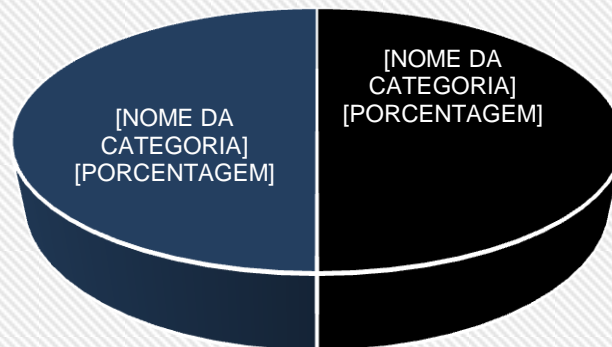 [NOME DA
CATEGORIA]
[PORCENTAGEM]
[NOME DA
CATEGORIA]
[PORCENTAGEM]